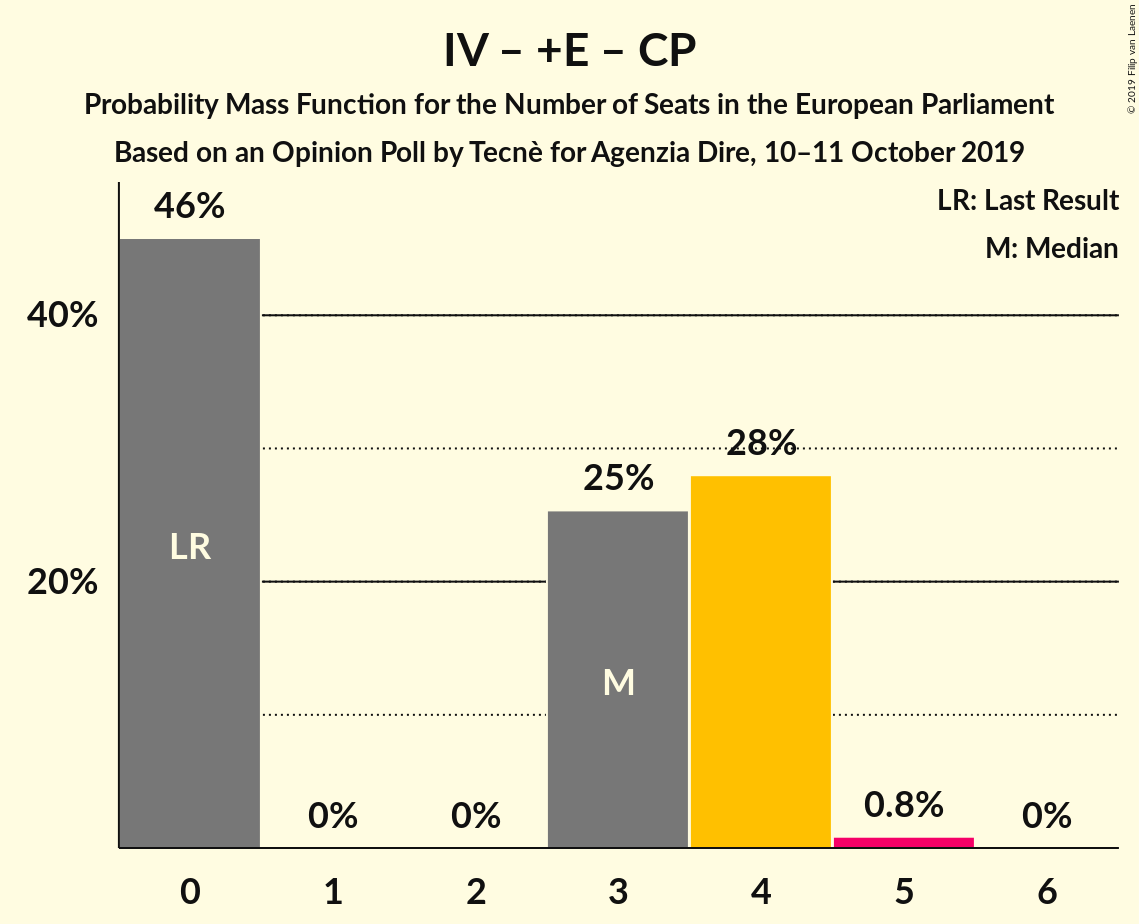 IV – +E – CP
Probability Mass Function for the Number of Seats in the European Parliament
Based on an Opinion Poll by Tecnè for Agenzia Dire, 10–11 October 2019
© 2019 Filip van Laenen
LR: Last Result
M: Median
46%
40%
28%
25%
LR
20%
M
0%
0%
0.8%
0%
0
1
2
3
4
5
6